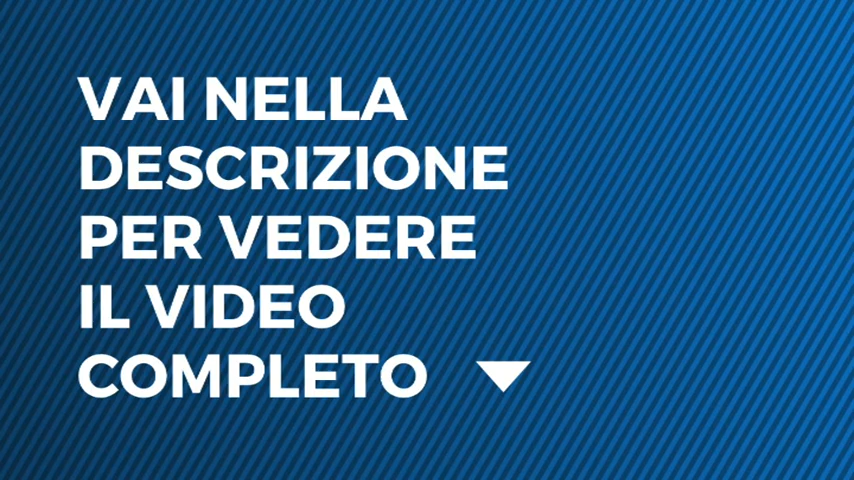 VAI NELLA
DESCRIZIONE
PER VEDERE
IL VIDEO
COMPLETO